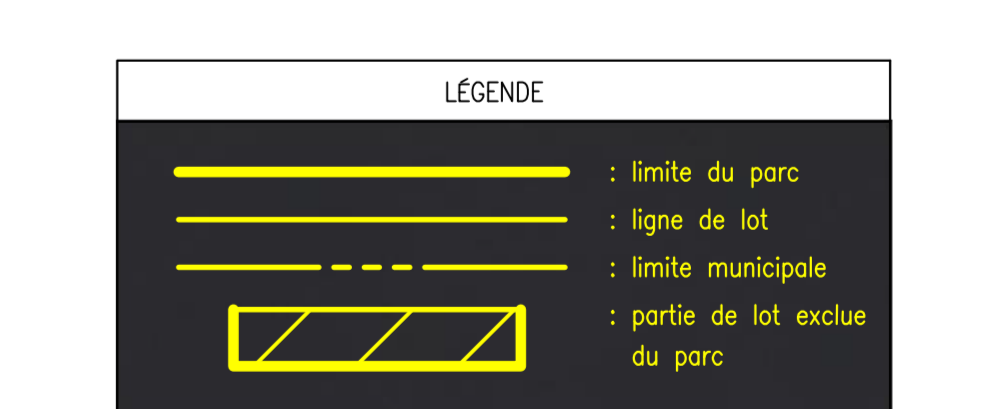 LÉGENDE
: limite du parc
: ligne de lot
: limite municipale
: partie de lot exclue
du parc